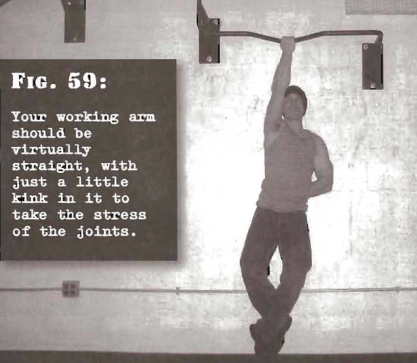 FIG. 59:
Your working arm
should be
virtually
straight, with
just a little
kink in it to
take the stress
of the joints.